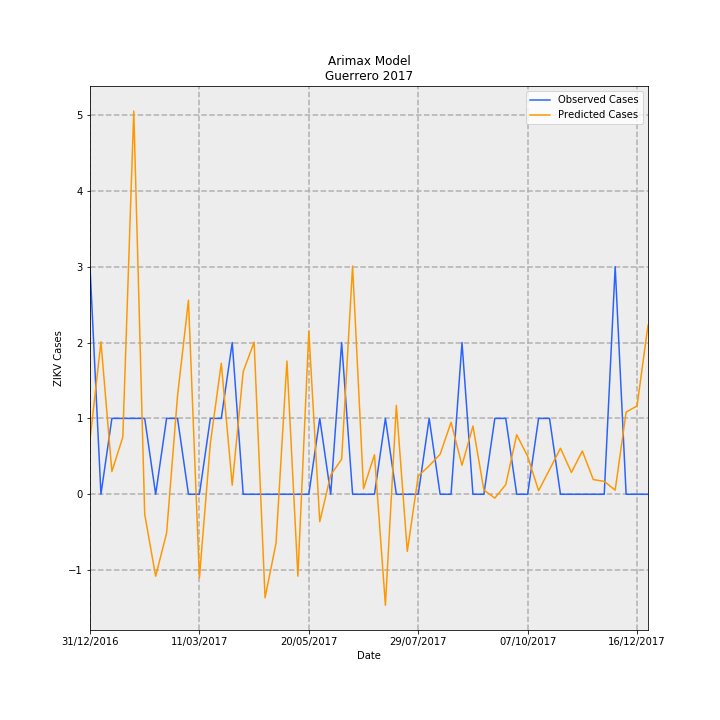 Arimax Model
Guerrero 2017
Observed Cases
Predicted Cases
5
4
3
2
1
0
−1
ZIKV Cases
31/12/2016 11/03/2017 20/05/2017 29/07/2017 07/10/2017 16/12/2017
Date